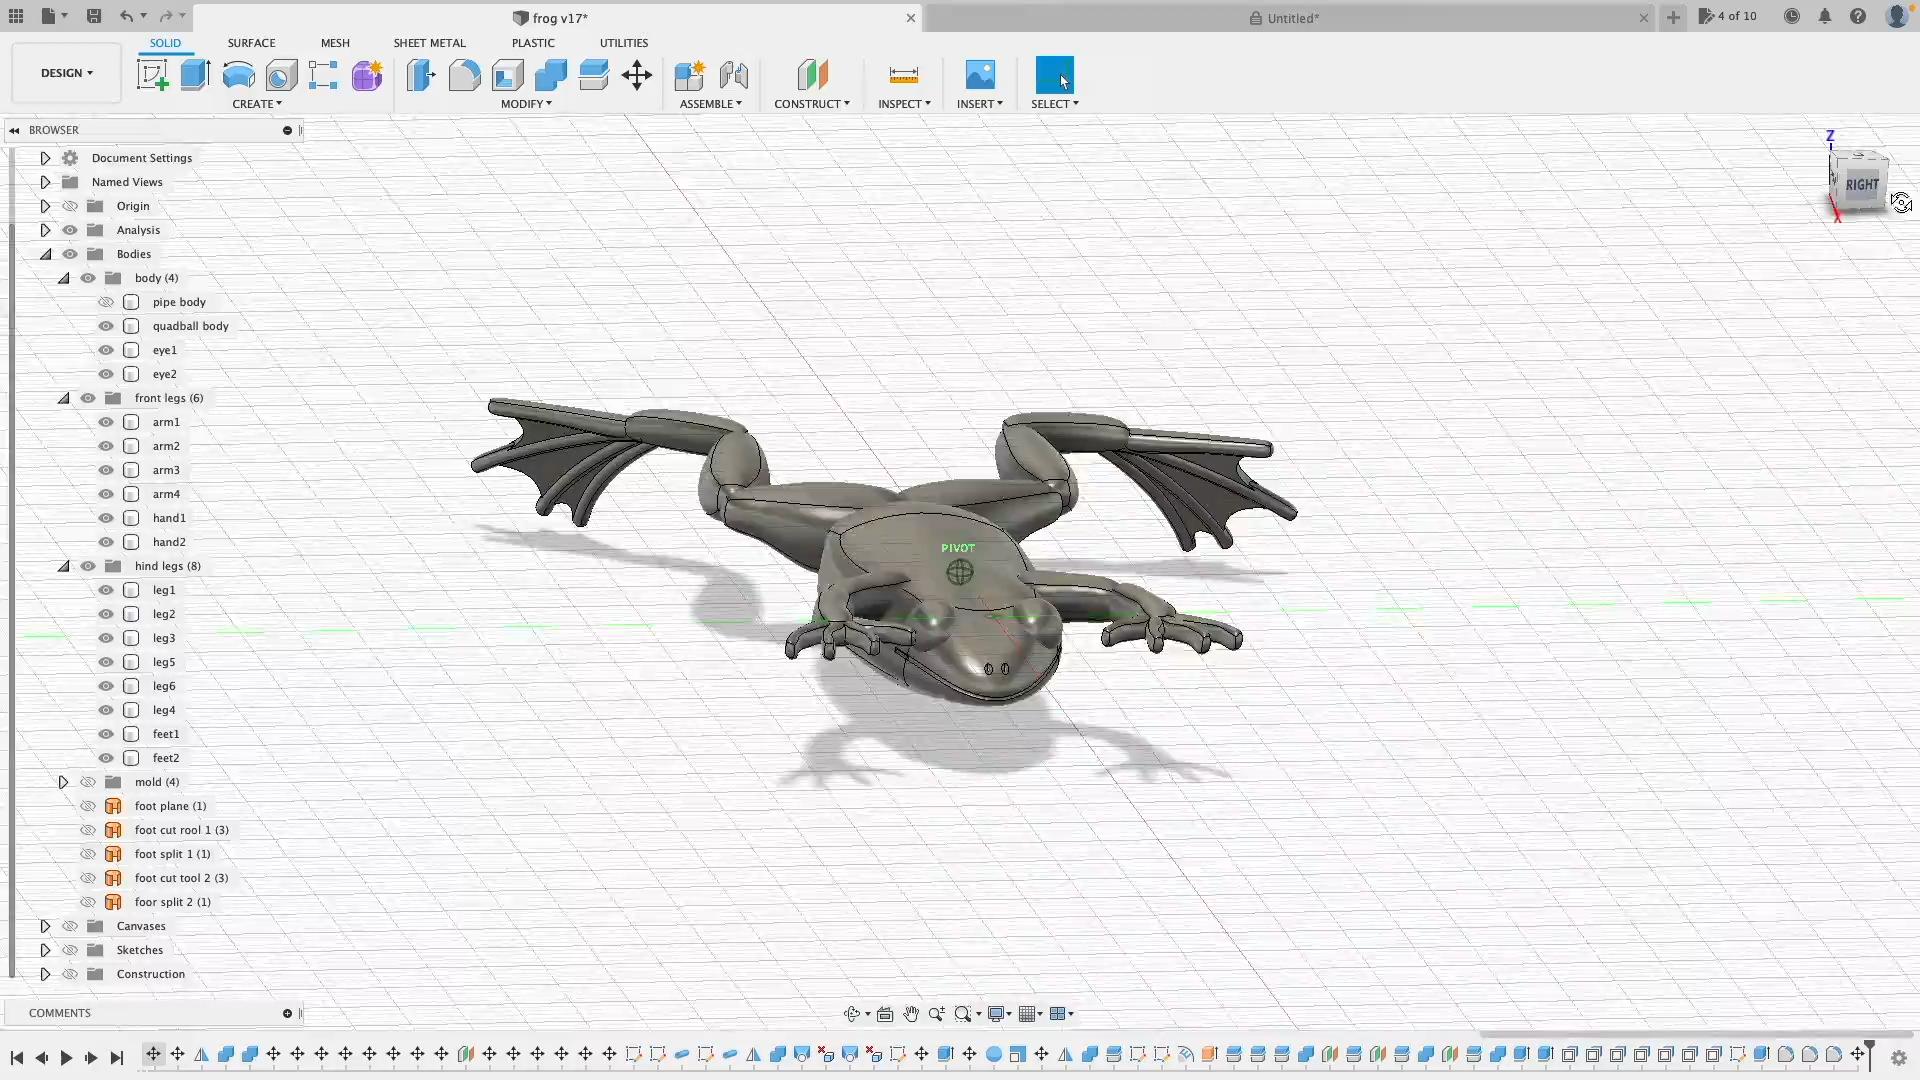 frog v17*
Untitled*
4 of 10
DESIGN
SOLID
SURFACE
MESH
SHEET METAL
PLASTIC
UTILITIES
CREATE
MODIFY
ASSEMBLE
CONSTRUCT
INSPECT
INSERT
SELECT
BROWSER
Document Settings
Named Views
Origin
Analysis
Bodies
body (4)
pipe body
quadball body
eye1
eye2
front legs (6)
arm1
arm2
arm3
arm4
hand1
hand2
hind legs (8)
leg1
leg2
leg3
leg5
leg6
leg4
feet1
feet2
mold (4)
foot plane (1)
foot cut rool 1 (3)
foot split 1 (1)
foot cut tool 2 (3)
foor split 2 (1)
Canvases
Sketches
Construction
COMMENTS
PIVOT
Z
RIGHT
X